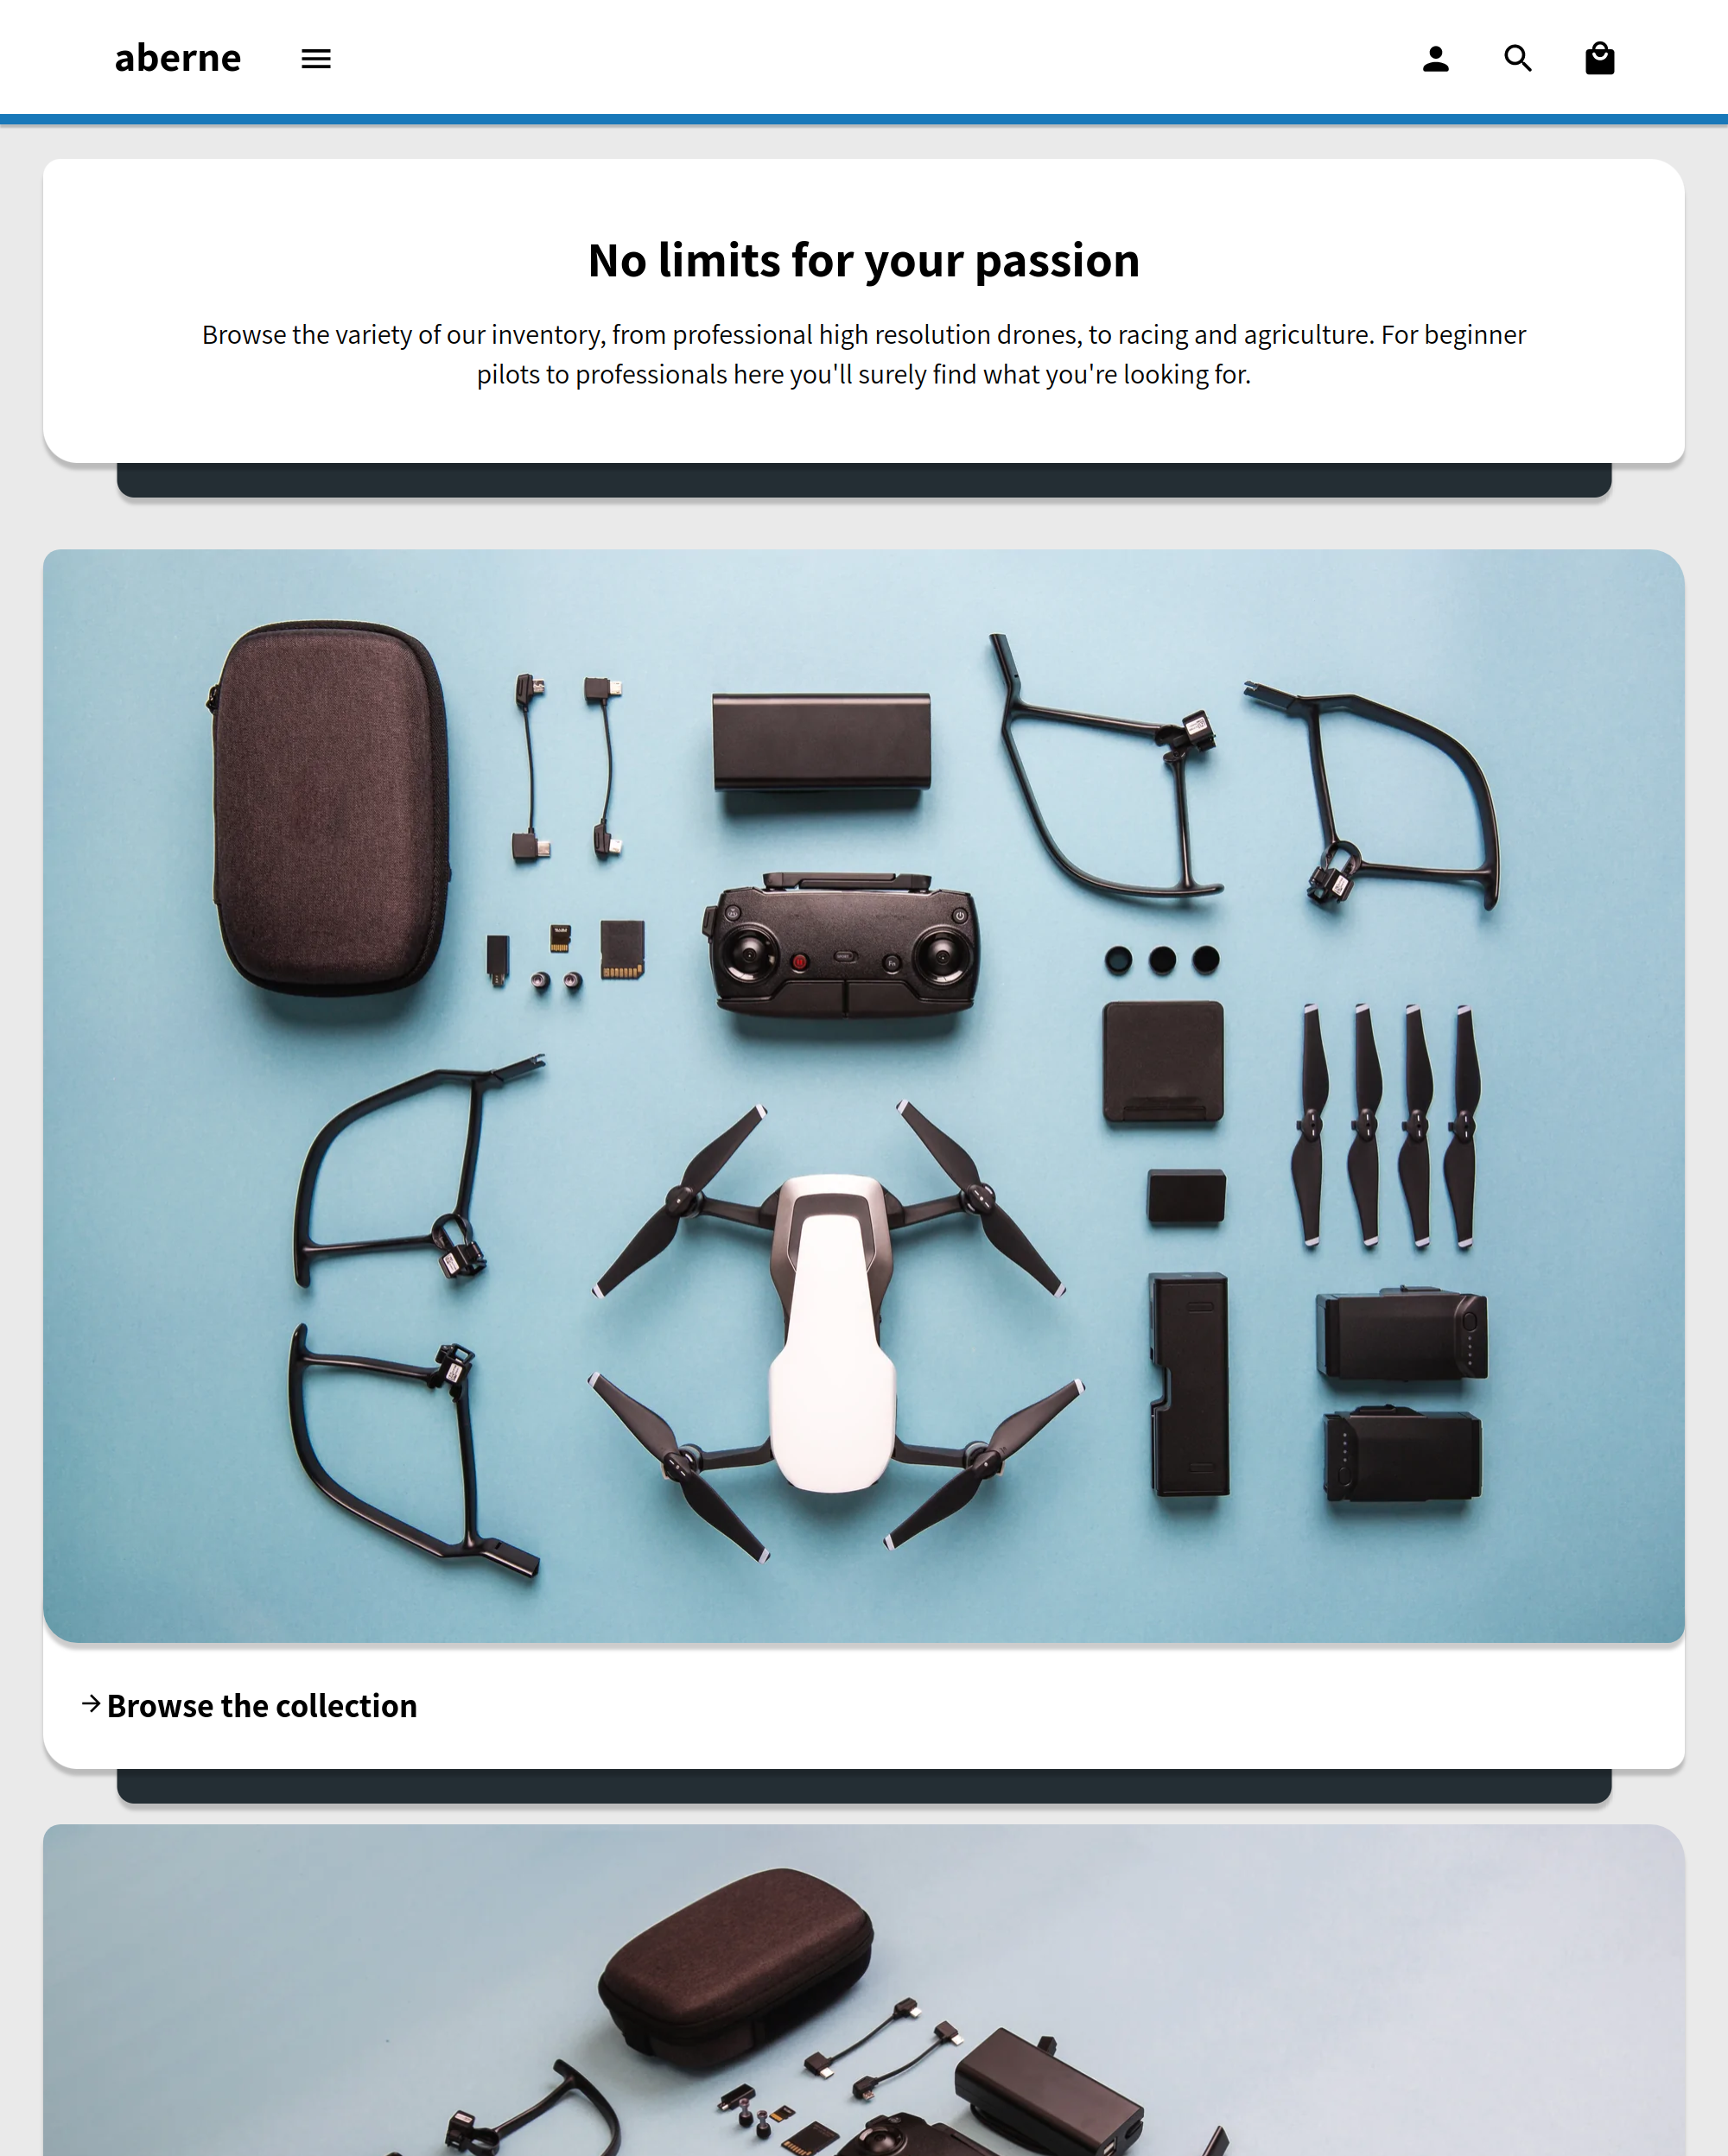 aberne
No limits for your passion
Browse the variety of our inventory, from professional high resolution drones, to racing and agriculture. For beginner
pilots to professionals here you'll surely find what you're looking for.
Fn
Browse the collection